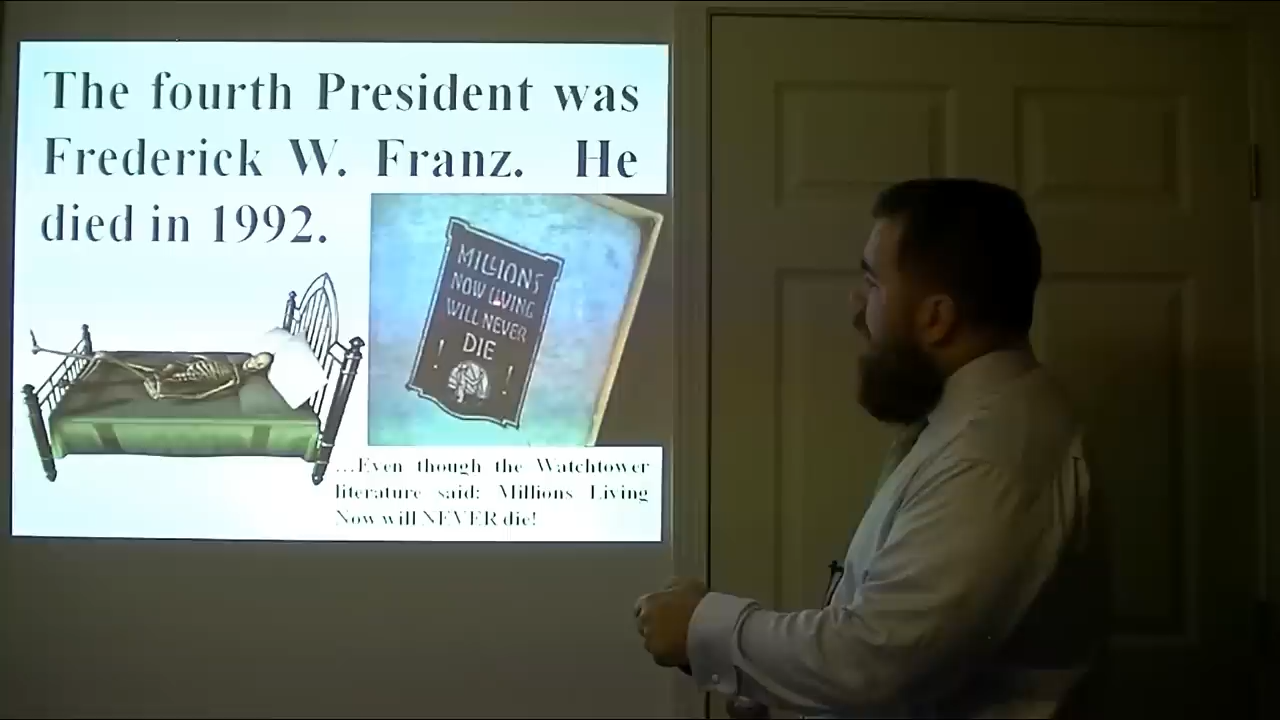 The fourth President was
Frederick W. Franz. He
died in 1992.
MILLIONS
NOW LIVING
WILL NEVER
DIE
! !
...Even though the Watchtower
literature said: Millions Living
Now will NEVER die!